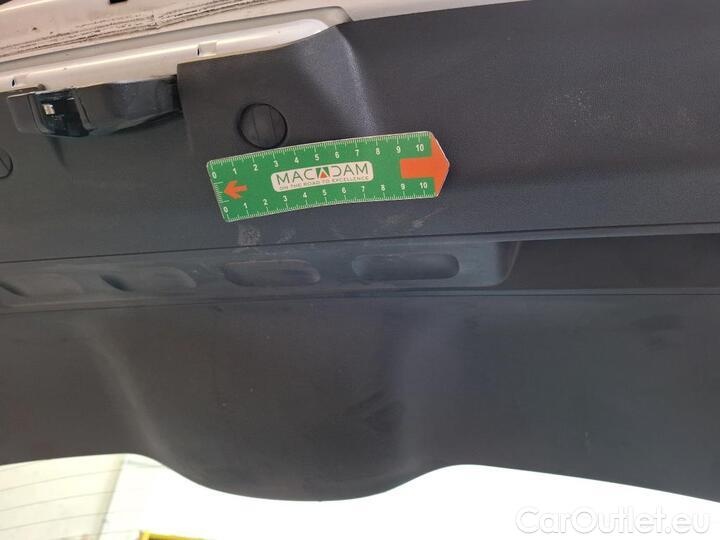 0 1 2 3 4 5 6 7 8 9 10
MACADAM
ON THE ROAD TO EXCELLENCE
0 1 2 3 4 5 6 7 8 9 10
CarOutlet.eu